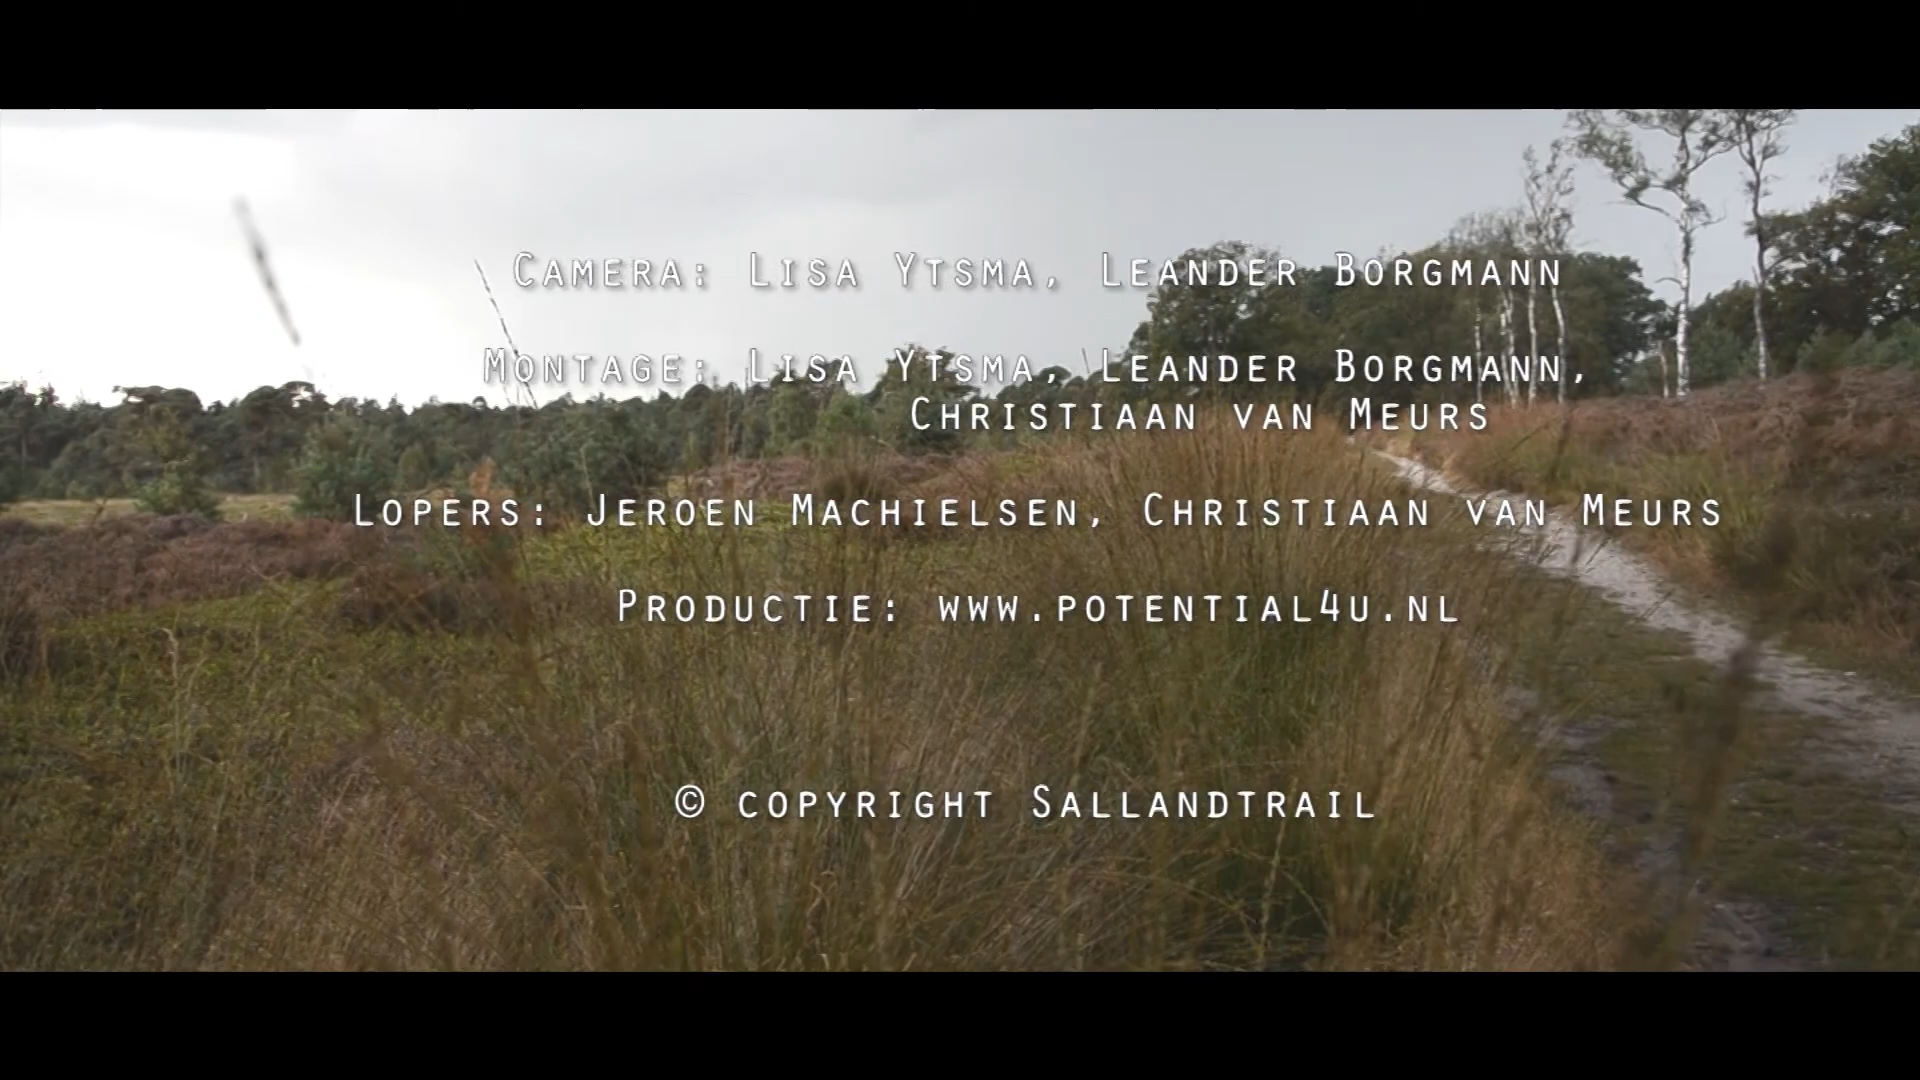 Camera: Lisa Ytsma, Leander Borgmann
Montage: Lisa Ytsma, Leander Borgmann,
Christiaan van Meurs
Lopers: Jeroen Machielsen, Christiaan van Meurs
Productie: www.potential4u.nl
© copyright Sallandtrail